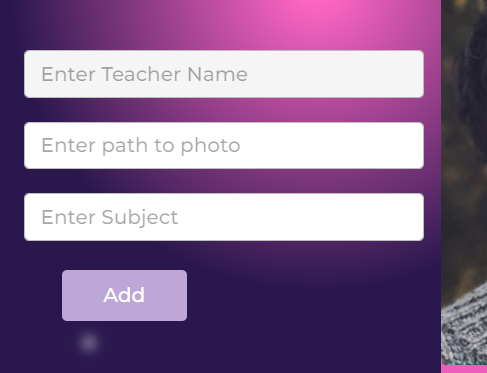 Enter Teacher Name
Enter path to photo
Enter Subject
Add